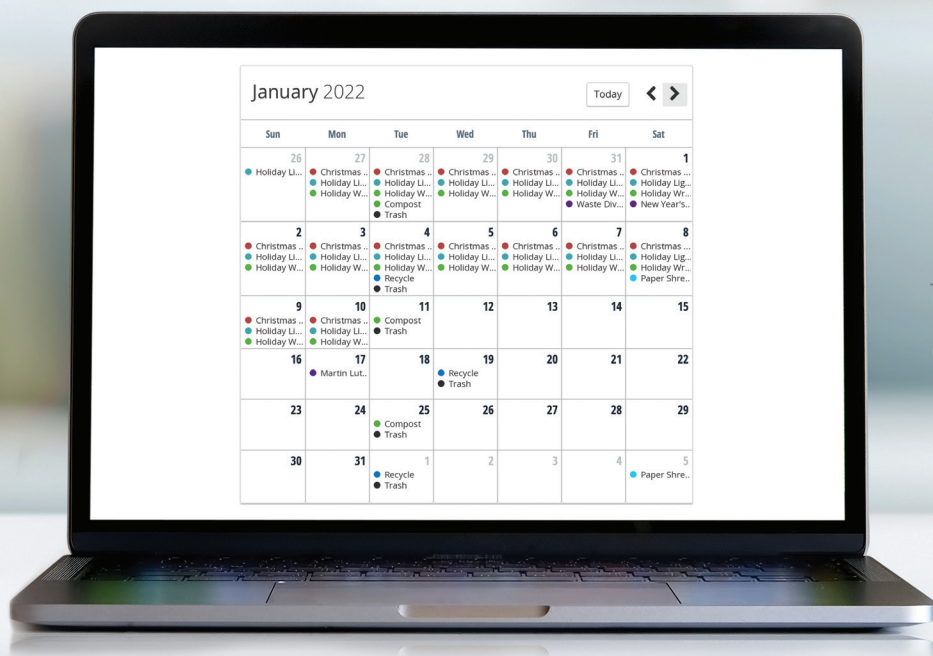 January 2022
Today
Sun Mon Tue Wed Thu Fri Sat
26
Holiday Li...
27
Christmas ..
Holiday Li...
Holiday W...
28
Christmas ..
Holiday Li...
Holiday W...
Compost
Trash
29
Christmas ..
Holiday Li...
Holiday W...
30
Christmas ..
Holiday Li...
Holiday W...
31
Christmas ..
Holiday Li...
Holiday W...
Waste Div...
1
Christmas ...
Holiday Lig...
Holiday Wr...
New Year's..
2
Christmas ..
Holiday Li...
Holiday W...
3
Christmas ..
Holiday Li...
Holiday W...
4
Christmas ..
Holiday Li...
Holiday W...
Recycle
Trash
5
Christmas ..
Holiday Li...
Holiday W...
6
Christmas ..
Holiday Li...
Holiday W...
7
Christmas ..
Holiday Li...
Holiday W...
8
Christmas ...
Holiday Lig...
Holiday Wr...
Paper Shre..
9
Christmas ..
Holiday Li...
Holiday W...
10
Christmas ..
Holiday Li...
Holiday W...
11
Compost
Trash
12
13
14
15
16
17
Martin Lut..
18
19
Recycle
Trash
20
21
22
23
24
25
Compost
Trash
26
27
28
29
30
31
1
Recycle
Trash
2
3
4
5
Paper Shre..